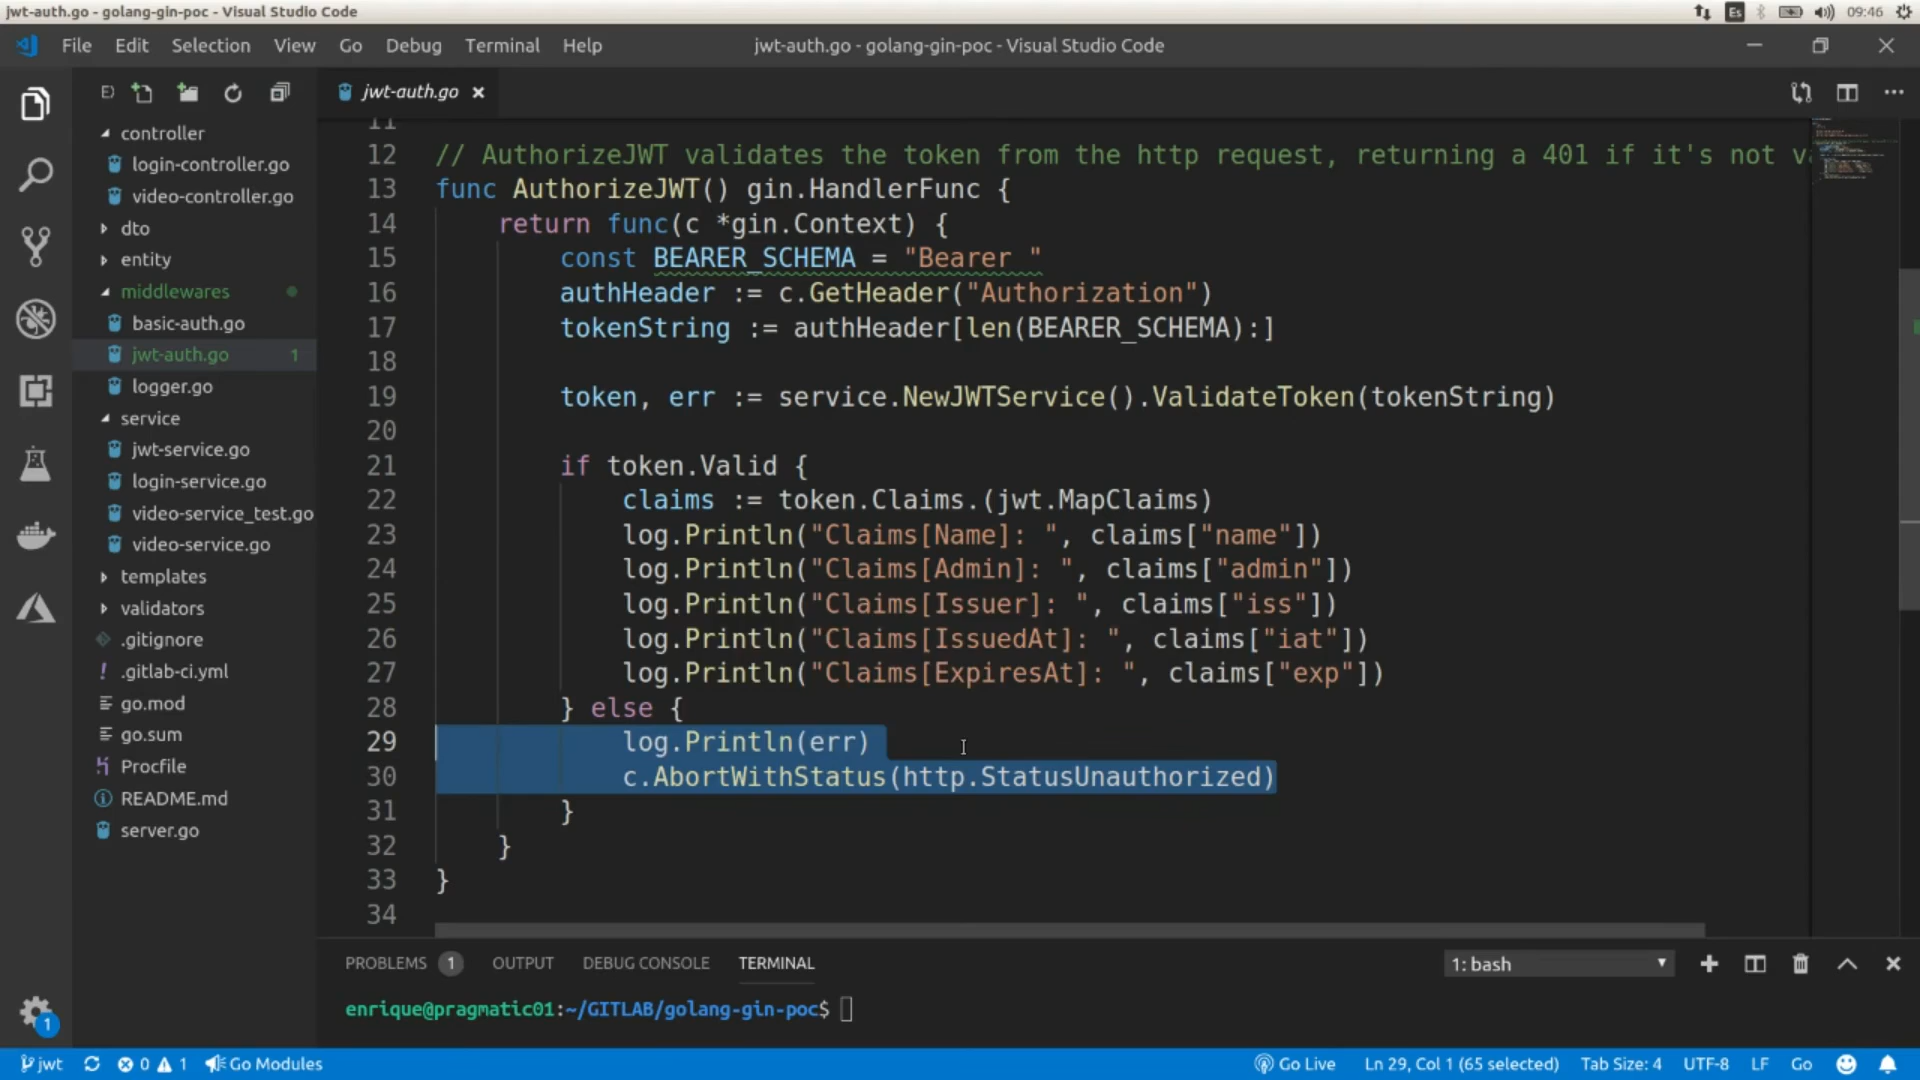 jwt-auth.go - golang-gin-poc - Visual Studio Code
Es
09:46
File Edit Selection View Go Debug Terminal Help
jwt-auth.go - golang-gin-poc - Visual Studio Code
jwt-auth.go
controller
login-controller.go
video-controller.go
dto
entity
middlewares
basic-auth.go
jwt-auth.go 1
logger.go
service
jwt-service.go
login-service.go
video-service_test.go
video-service.go
templates
validators
.gitignore
.gitlab-ci.yml
go.mod
go.sum
Procfile
README.md
server.go
11
12 // AuthorizeJWT validates the token from the http request, returning a 401 if it's not va
13 func AuthorizeJWT() gin.HandlerFunc {
14 return func(c *gin.Context) {
15 const BEARER_SCHEMA = "Bearer "
16 authHeader := c.GetHeader("Authorization")
17 tokenString := authHeader[len(BEARER_SCHEMA):]
18
19 token, err := service.NewJWTService().ValidateToken(tokenString)
20
21 if token.Valid {
22 claims := token.Claims.(jwt.MapClaims)
23 log.Println("Claims[Name]: ", claims["name"])
24 log.Println("Claims[Admin]: ", claims["admin"])
25 log.Println("Claims[Issuer]: ", claims["iss"])
26 log.Println("Claims[IssuedAt]: ", claims["iat"])
27 log.Println("Claims[ExpiresAt]: ", claims["exp"])
28 } else {
29 log.Println(err)
30 c.AbortWithStatus(http.StatusUnauthorized)
31 }
32 }
33 }
34
PROBLEMS 1 OUTPUT DEBUG CONSOLE TERMINAL
1: bash
enrique@pragmatic01:~/GITLAB/golang-gin-poc$
1
jwt 0 1 Go Modules
Go Live Ln 29, Col 1 (65 selected) Tab Size: 4 UTF-8 LF Go